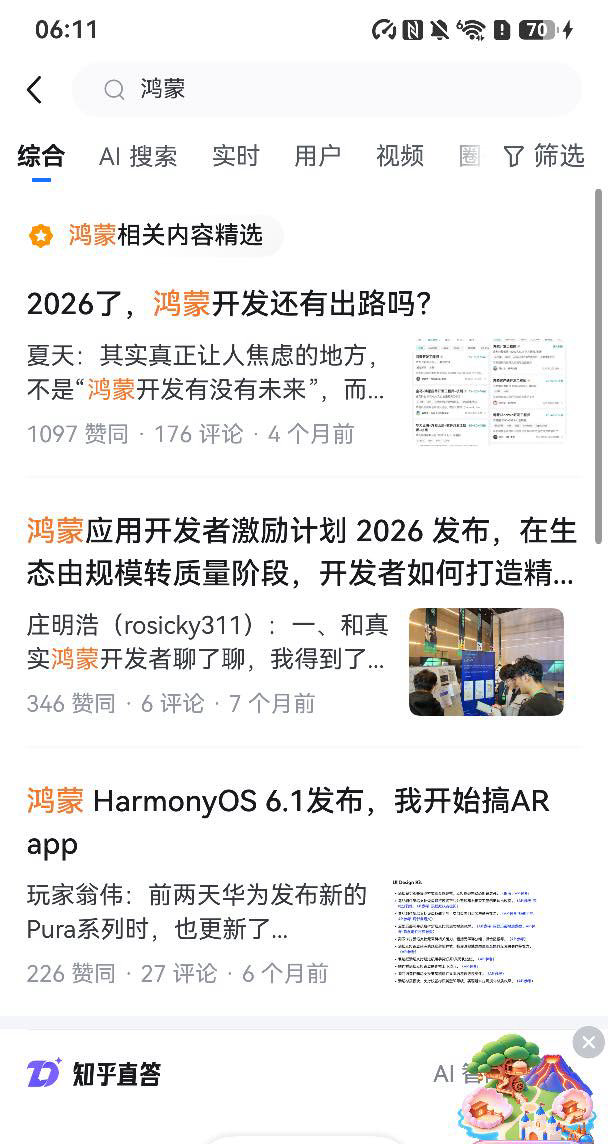 06:11
6
70
鸿蒙
综合 AI 搜索 实时 用户 视频 圈 筛选
鸿蒙相关内容精选
2026了，鸿蒙开发还有出路吗？
夏天：其实真正让人焦虑的地方，
不是“鸿蒙开发有没有未来”，而...
1097 赞同 · 176 评论 · 4 个月前
鸿蒙应用开发者激励计划 2026 发布，在生
态由规模转质量阶段，开发者如何打造精...
庄明浩（rosicky311）：一、和真
实鸿蒙开发者聊了聊，我得到了...
346 赞同 · 6 评论 · 7 个月前
鸿蒙 HarmonyOS 6.1发布，我开始搞AR
app
玩家翁伟：前两天华为发布新的
Pura系列时，也更新了...
226 赞同 · 27 评论 · 6 个月前
UI Design Kit
知乎直答
AI 智